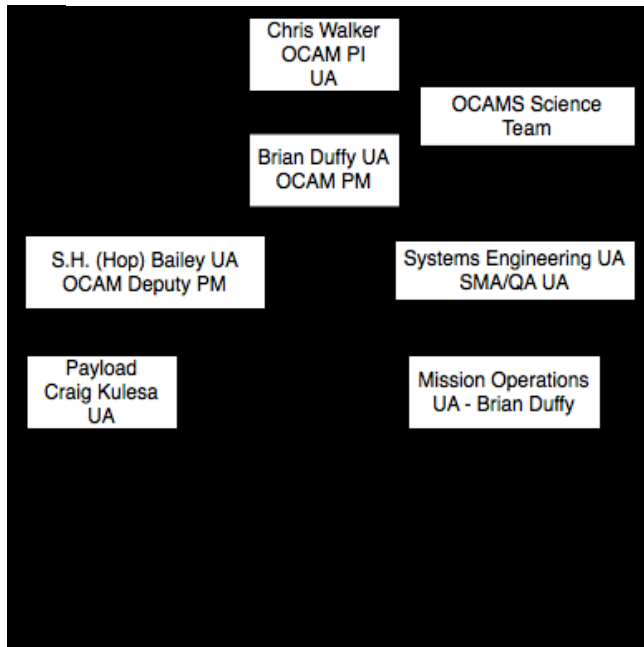 Chris Walker
OCAM PI
UA
OCAMS Science
Team
Brian Duffy UA
OCAM PM
S.H. (Hop) Bailey UA
OCAM Deputy PM
Systems Engineering UA
SMA/QA UA
Payload
Craig Kulesa
UA
Mission Operations
UA - Brian Duffy